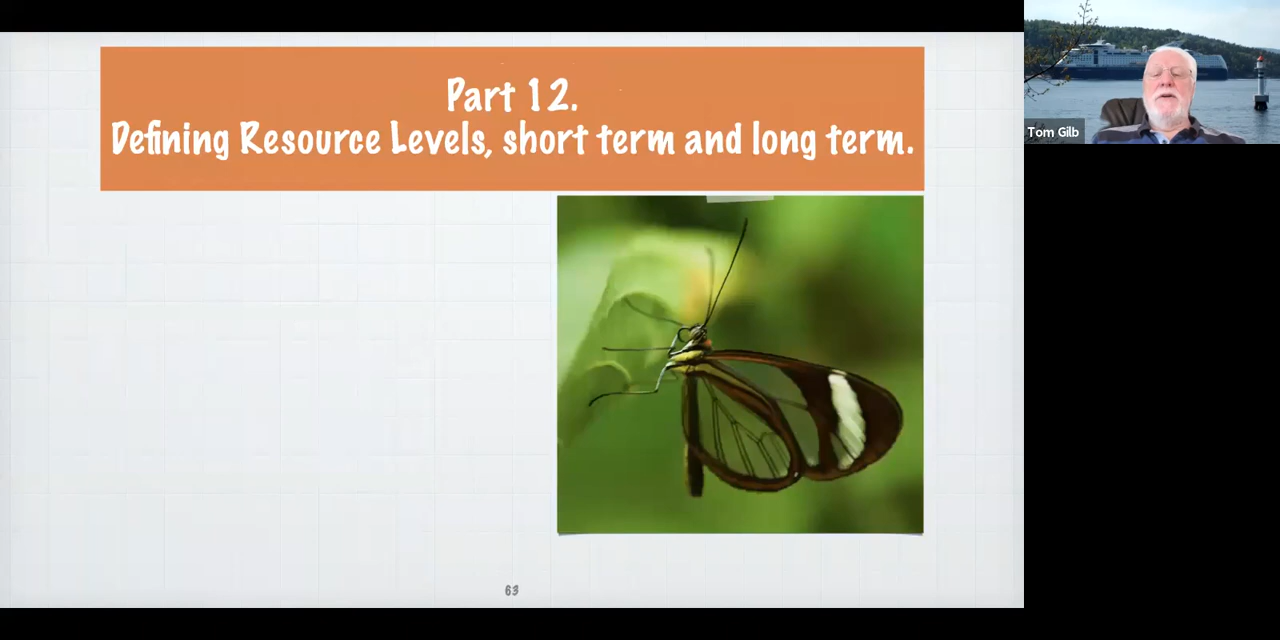 Part 12.
Defining Resource Levels, short term and long term.
Tom Gilb
63